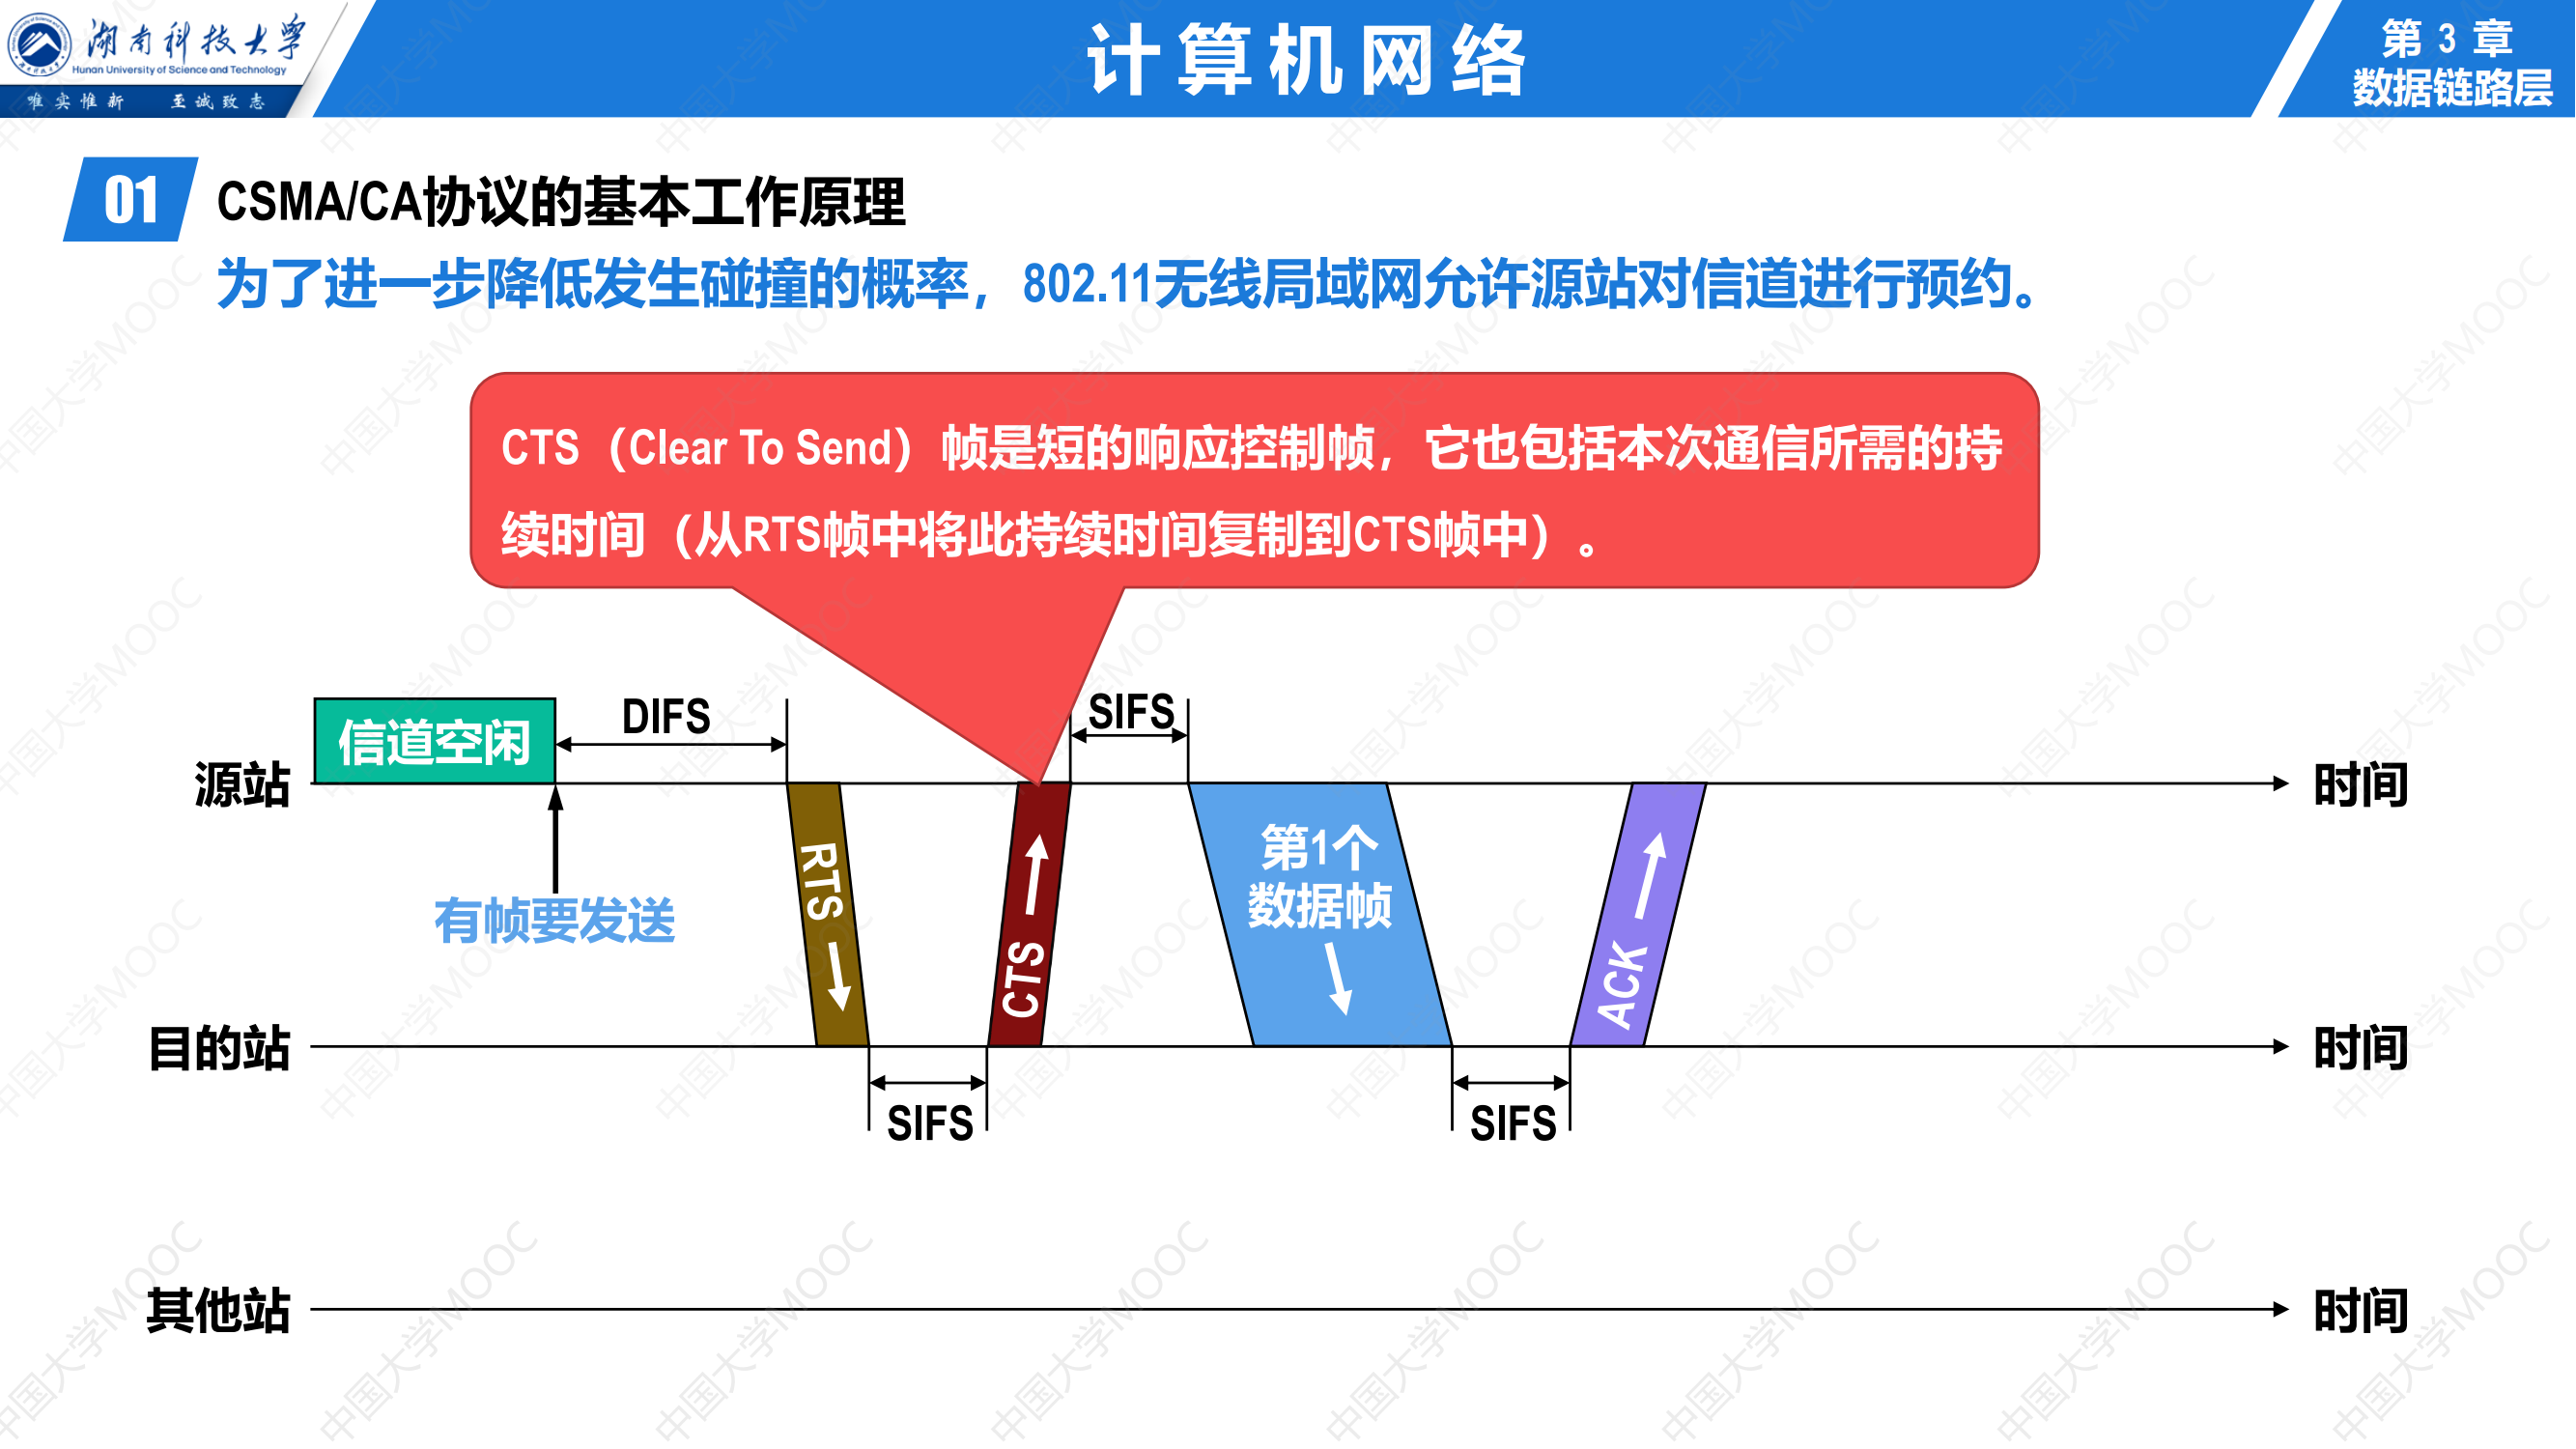 湖南科技大学
Hunan University of Science and Technology
唯实惟新 至诚致志
计算机网络
第 3 章
数据链路层
01
CSMA/CA协议的基本工作原理
为了进一步降低发生碰撞的概率，802.11无线局域网允许源站对信道进行预约。
CTS（Clear To Send）帧是短的响应控制帧，它也包括本次通信所需的持
续时间（从RTS帧中将此持续时间复制到CTS帧中）。
信道空闲
DIFS
SIFS
源站
时间
有帧要发送
RTS
CTS
第1个
数据帧
ACK
目的站
时间
SIFS
SIFS
其他站
时间
中国大学MOOC